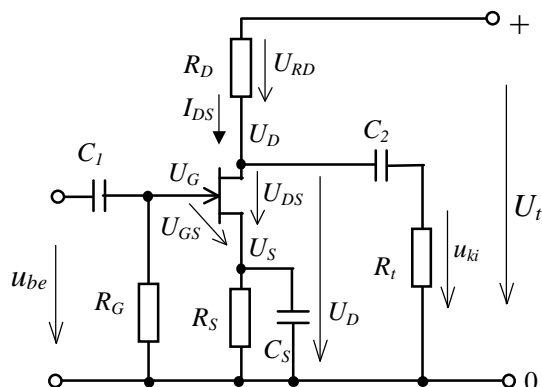 +
R_D
U_RD
I_DS
U_D
C_1
C_2
U_G
U_DS
U_GS
U_S
U_t
u_be
R_G
R_S
C_S
U_D
R_t
u_ki
0